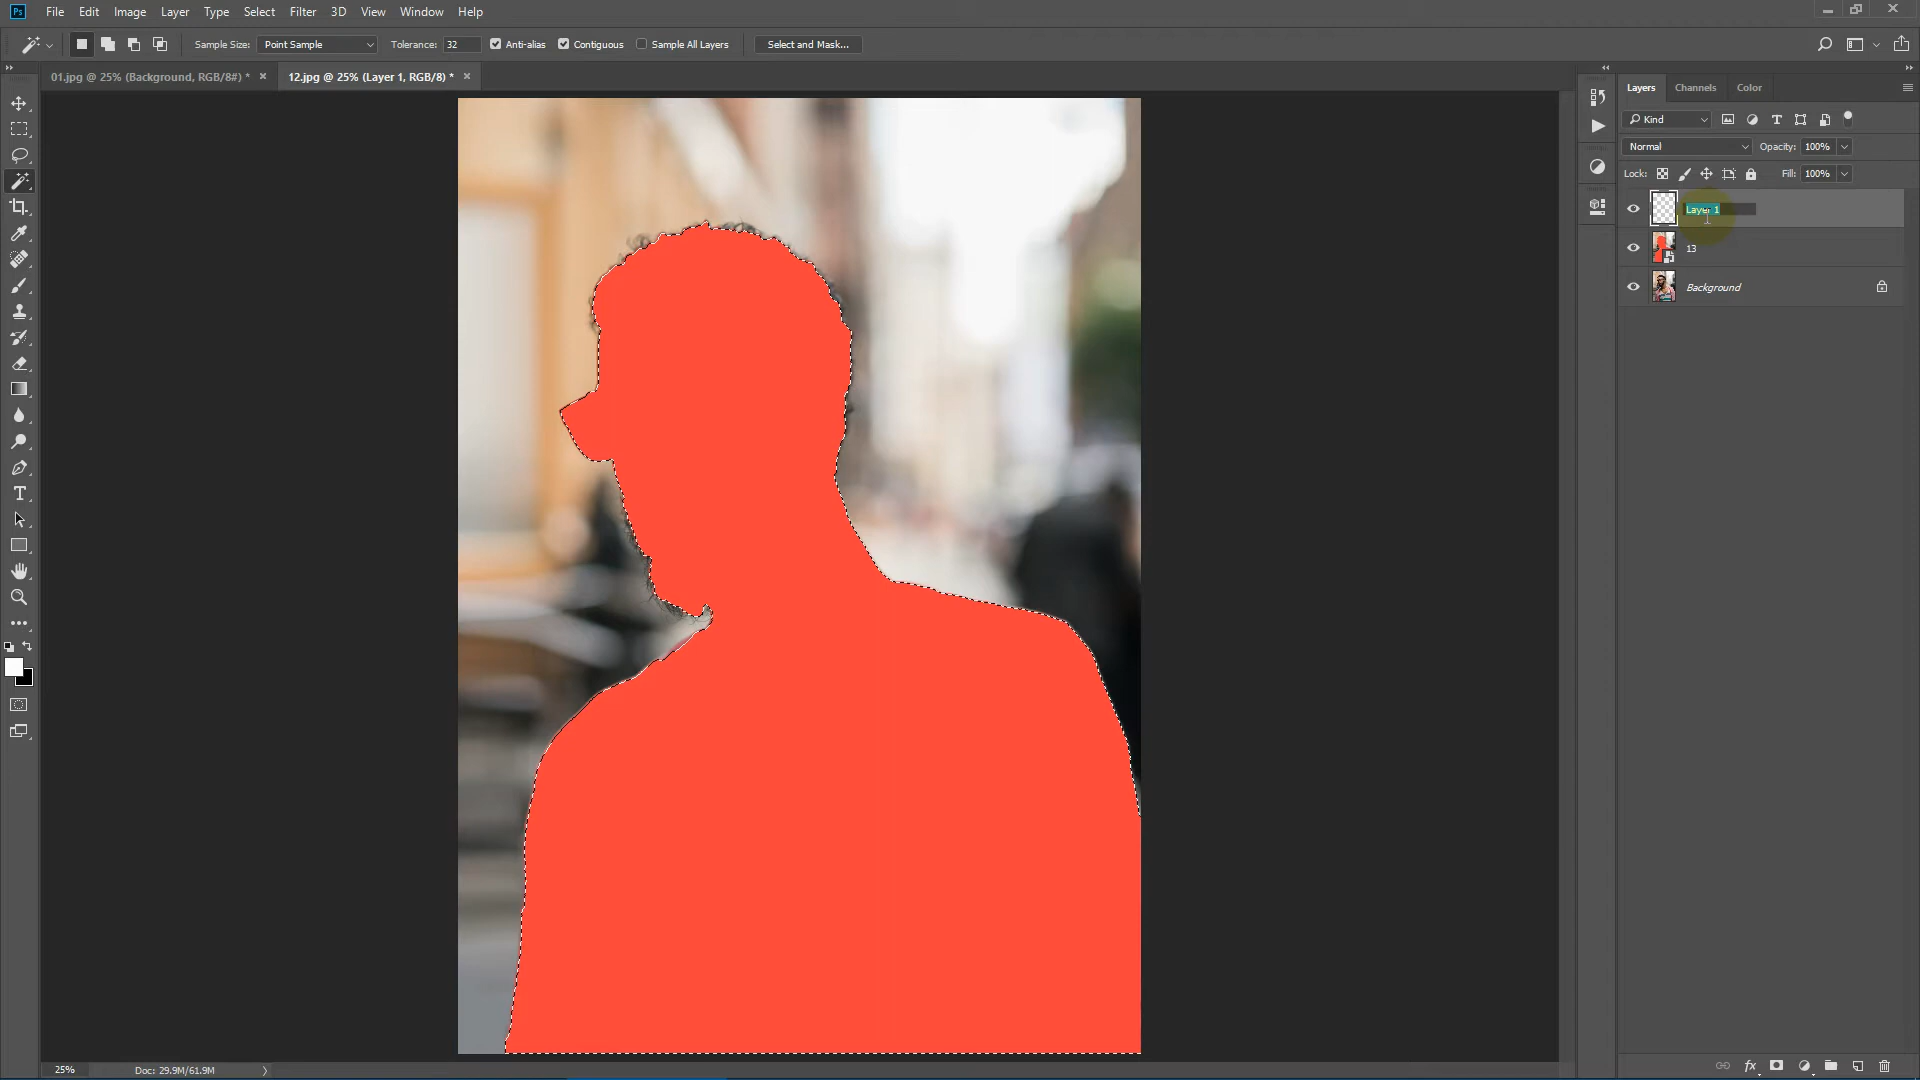 Ps File Edit Image Layer Type Select Filter 3D View Window Help
Sample Size: Point Sample Tolerance: 32 Anti-alias Contiguous Sample All Layers Select and Mask...
01.jpg @ 25% (Background, RGB/8#) * × 12.jpg @ 25% (Layer 1, RGB/8) * ×
Layers Channels Color
Kind
Normal Opacity: 100%
Lock: Fill: 100%
Layer 1
13
Background
25% Doc: 29.9M/61.9M
fx